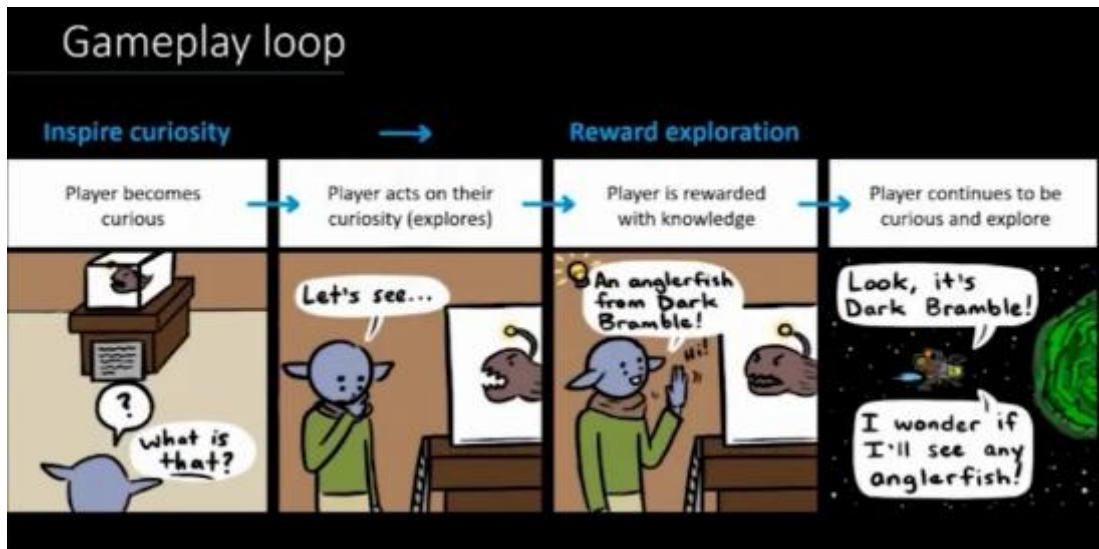 Gameplay loop
Inspire curiosity
Reward exploration
Player becomes
curious
Player acts on their
curiosity (explores)
Player is rewarded
with knowledge
Player continues to be
curious and explore
?
What is
that?
Let's see...
An anglerfish
from Dark
Bramble!
Hi!
Look, it's
Dark Bramble!
I wonder if
I'll see any
anglerfish!